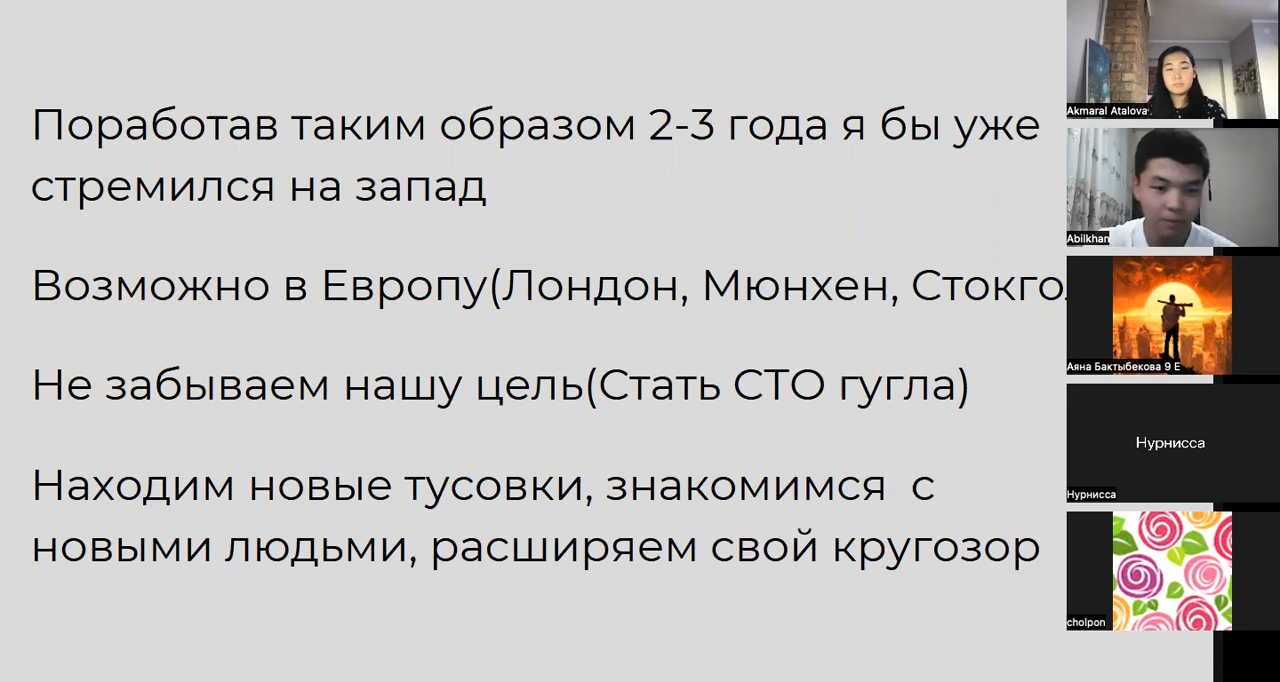 Поработав таким образом 2-3 года я бы уже
стремился на запад
Возможно в Европу(Лондон, Мюнхен,
Не забываем нашу цель(Стать СТО гугла)
Находим новые тусовки, знакомимся с
новыми людьми, расширяем свой кругозор
Akmaral Atalova
Abilkhan
Аяна Бактыбекова 9 Е
Нурнисса
Нурнисса
cholpon